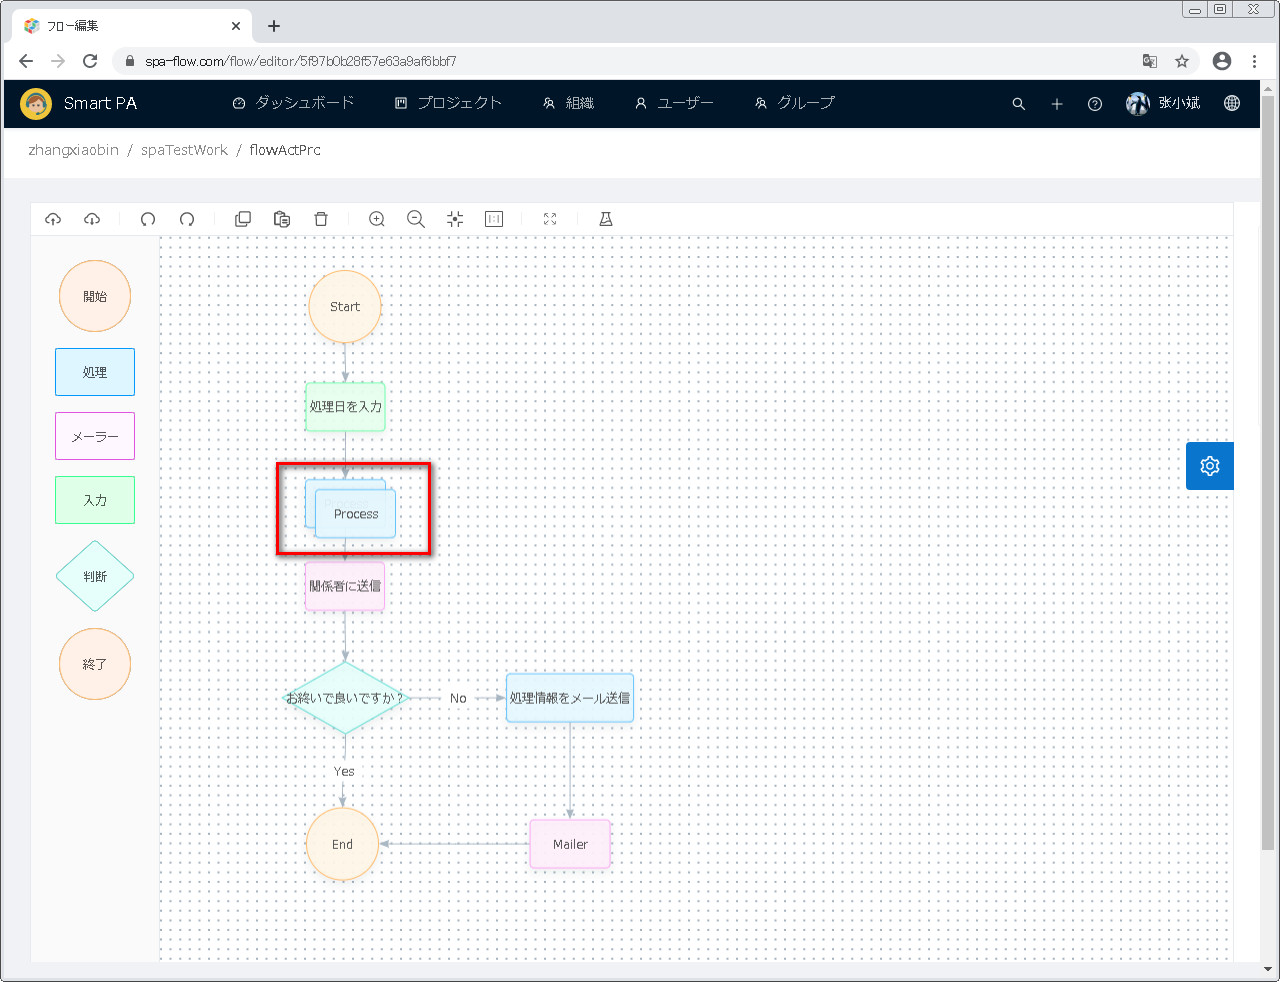 フロー編集
spa-flow.com/flow/editor/5f97b0b28f57e63a9af6bbf7
Smart PA
ダッシュボード
プロジェクト
組織
ユーザー
グループ
张小斌
zhangxiaobin / spaTestWork / flowActPrc
開始
処理
メーラー
入力
判断
終了
Start
処理日を入力
Process
関係者に送信
お終いで良いですか?
No
処理情報をメール送信
Yes
End
Mailer